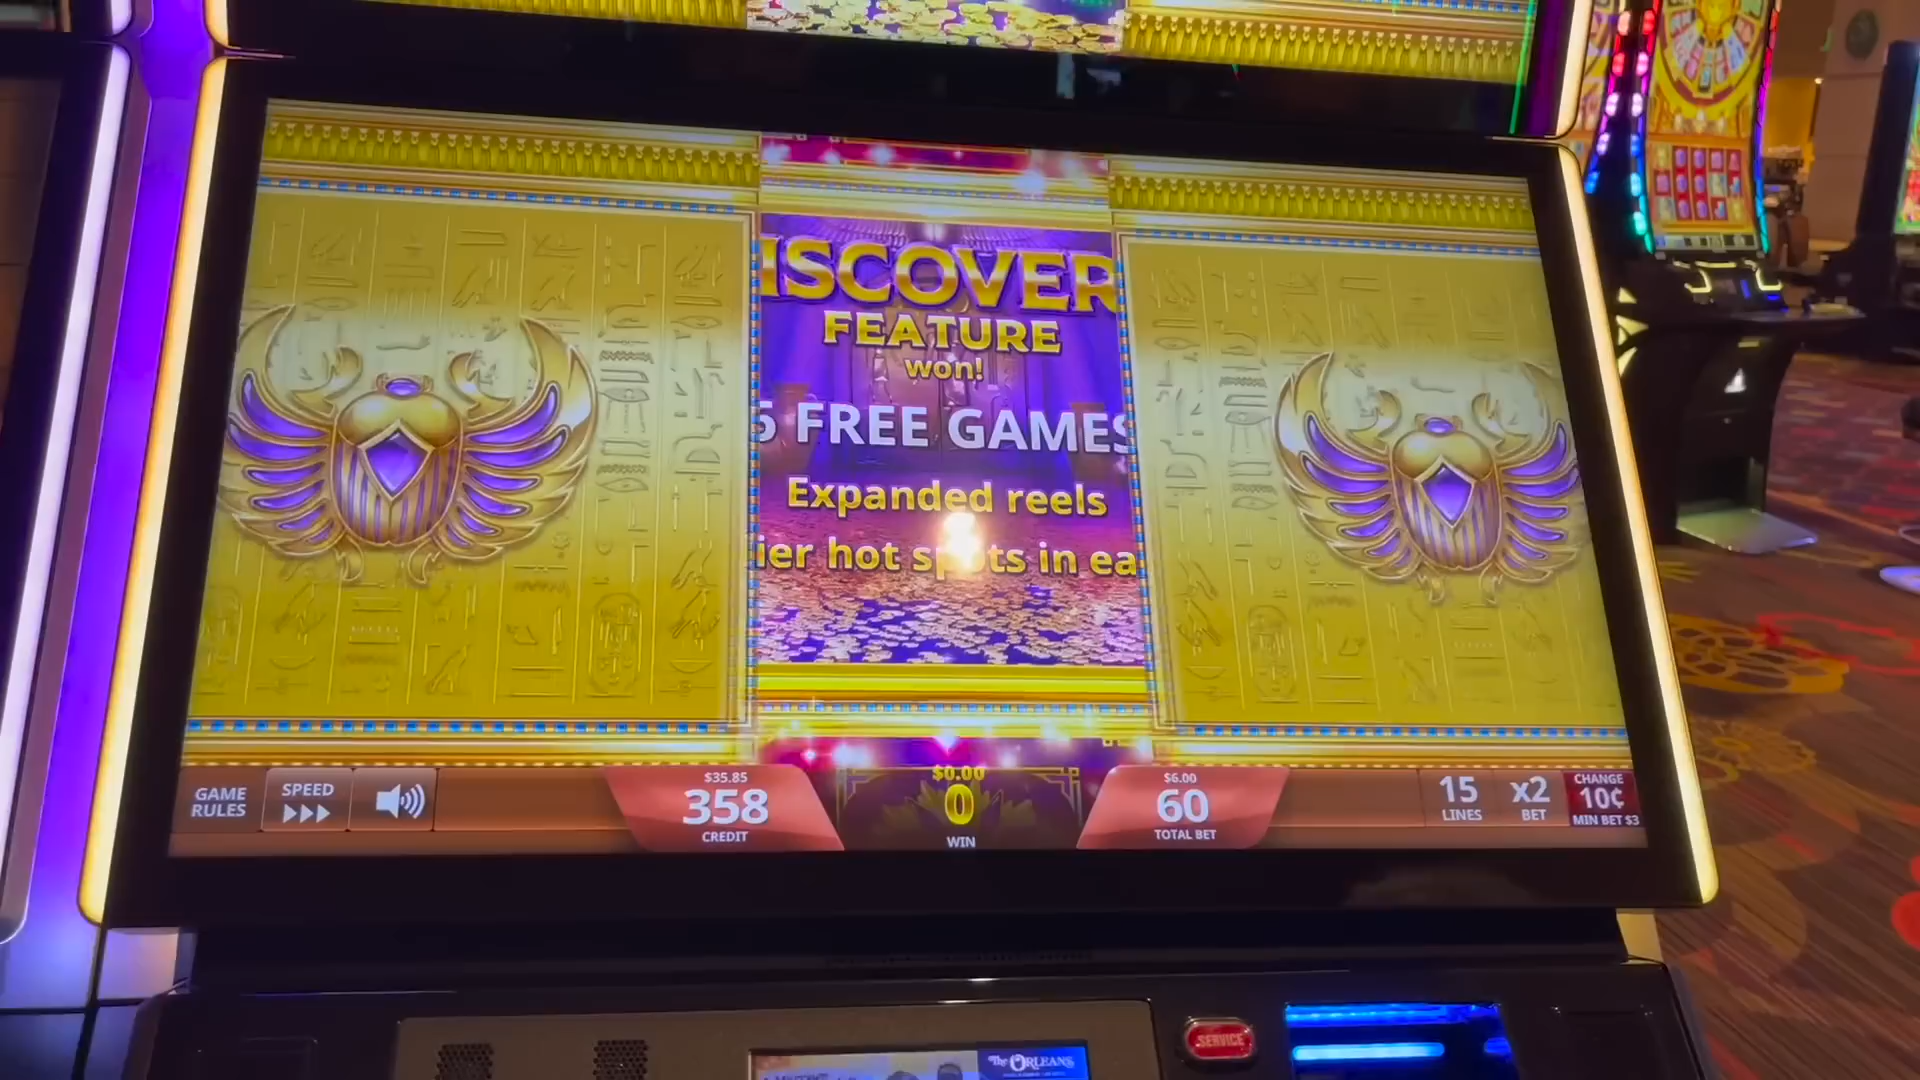 ISCOVER
FEATURE
won!
5 FREE GAMES
Expanded reels
ier hot spots in ea
GAME RULES
SPEED
$35.85
358
CREDIT
$0.00
0
WIN
$6.00
60
TOTAL BET
15
LINES
x2
BET
CHANGE
10¢
MIN BET $3
SERVICE
The ORLEANS